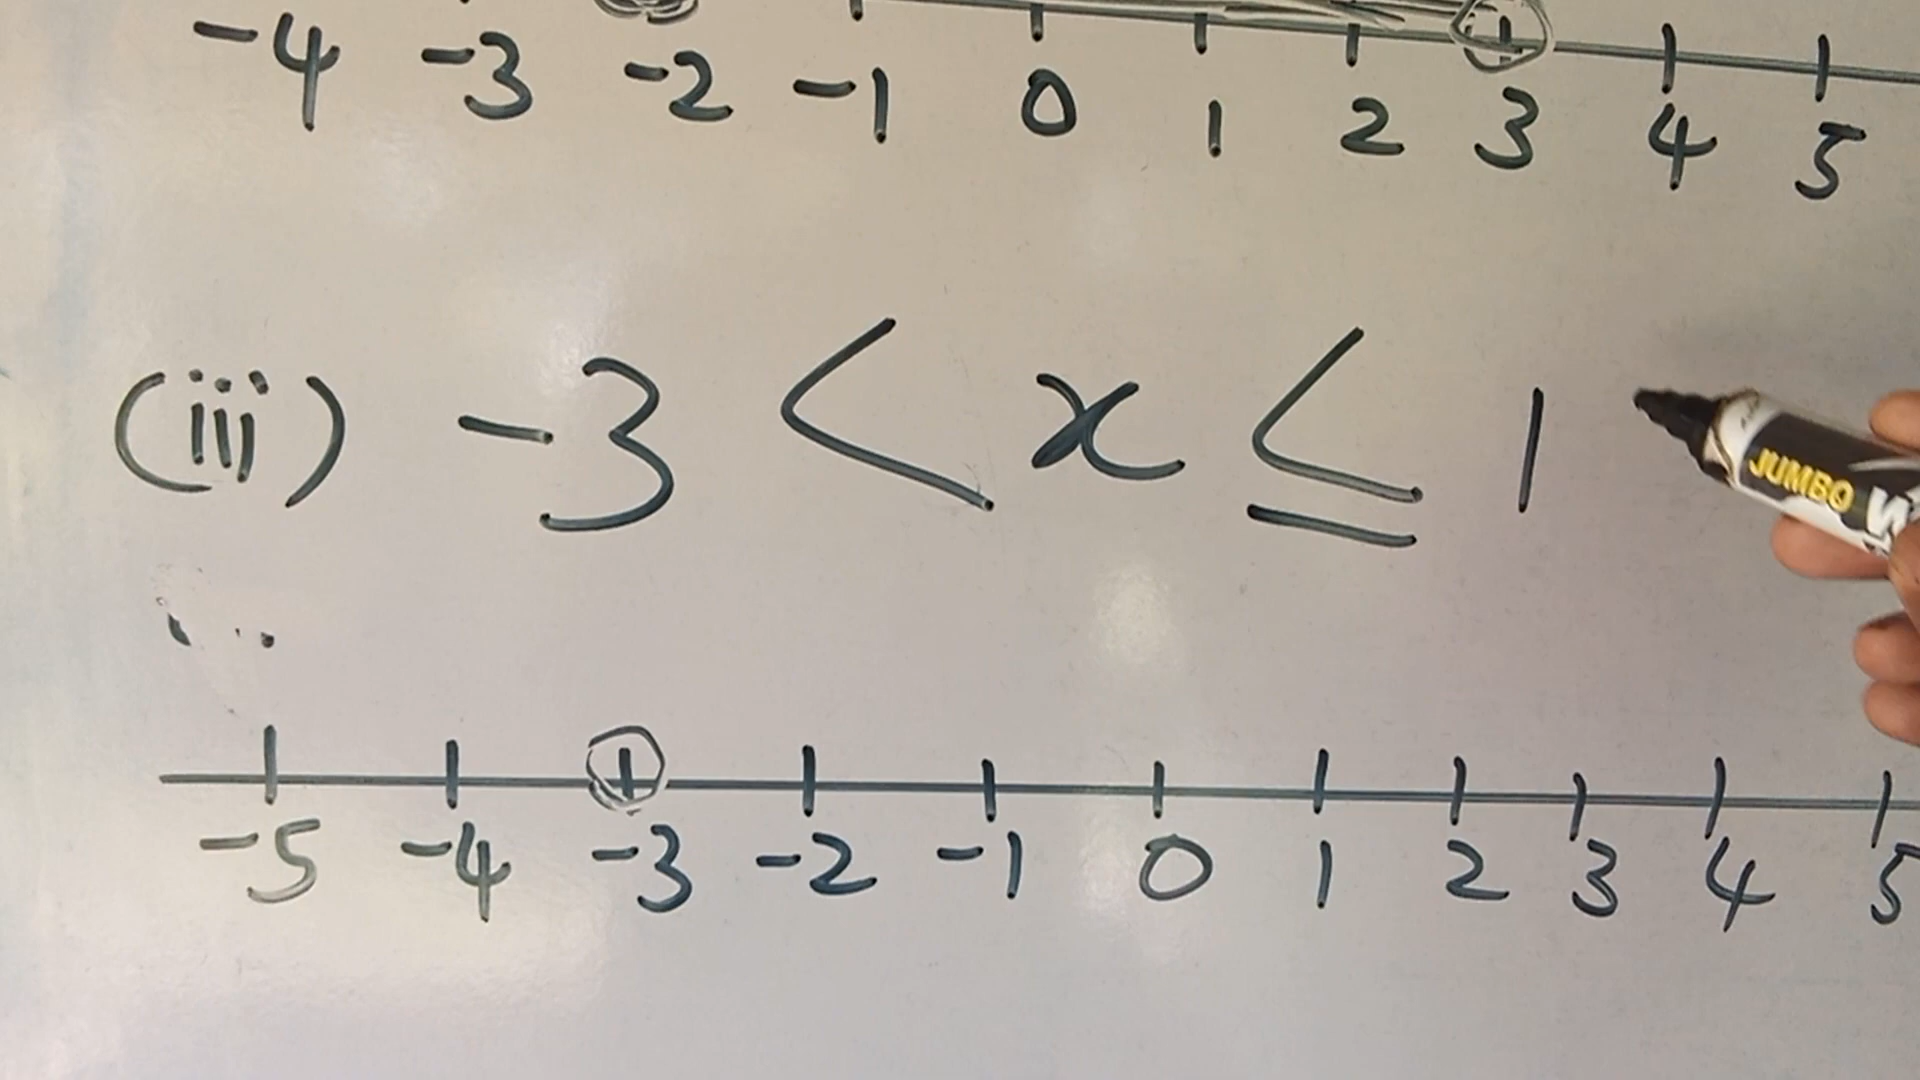 -4 -3 -2 -1 0 1 2 3 4 5
(iii) -3 < x ≤ 1
JUMBO
-5 -4 -3 -2 -1 0 1 2 3 4 5